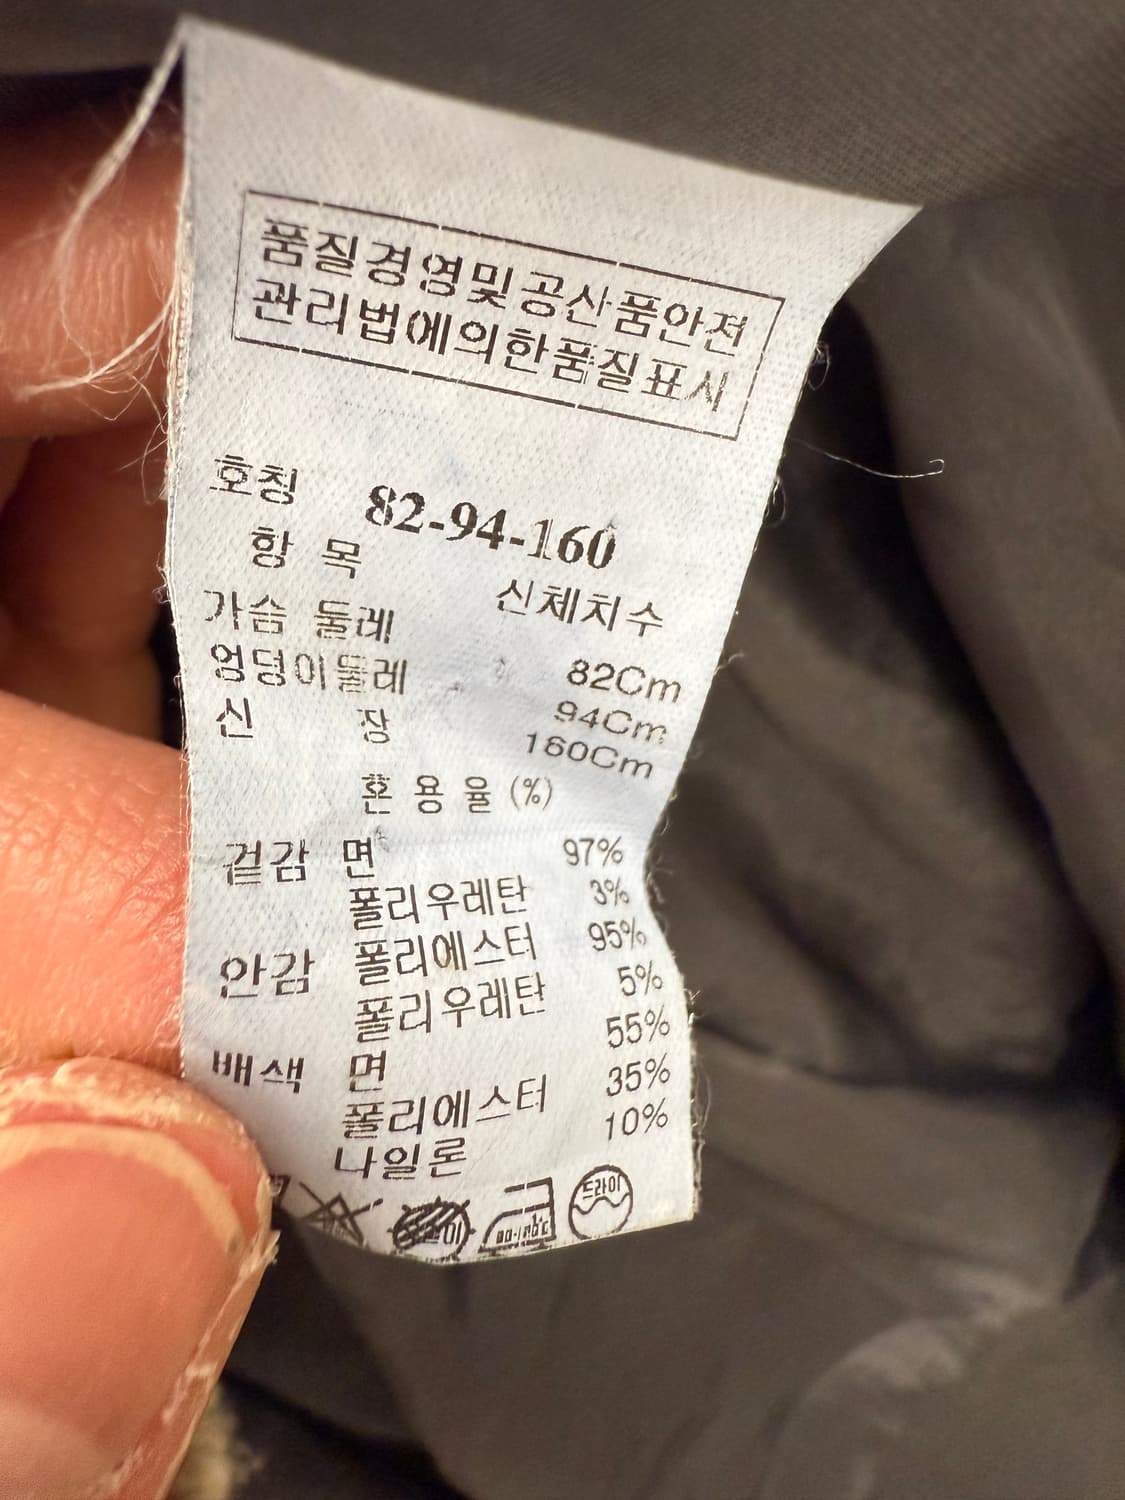 품질경영및공산품안전
관리법에의한품질표시
호칭 82-94-160
항 목 신체치수
가슴 둘레 82Cm
엉덩이둘레 94Cm
신 장 160Cm
혼 용 율 (%)
겉감 면 97%
폴리우레탄 3%
안감 폴리에스터 95%
폴리우레탄 5%
배색 면 55%
폴리에스터 35%
나일론 10%
드라이